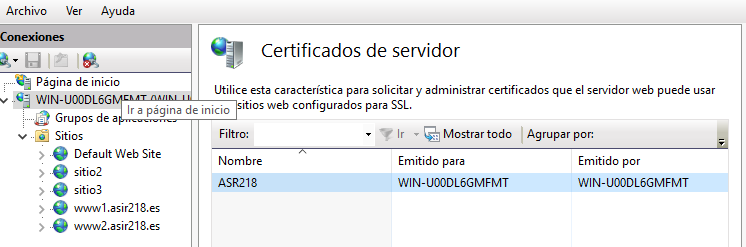 Archivo Ver Ayuda
Conexiones
Página de inicio
WIN-U00DL6GMFMT (WIN-U
Ir a página de inicio
Grupos de aplicaciones
Sitios
Default Web Site
sitio2
sitio3
www1.asir218.es
www2.asir218.es
Certificados de servidor
Utilice esta característica para solicitar y administrar certificados que el servidor web puede usar
sitios web configurados para SSL.
Filtro: Ir Mostrar todo Agrupar por:
Nombre Emitido para Emitido por
ASR218 WIN-U00DL6GMFMT WIN-U00DL6GMFMT